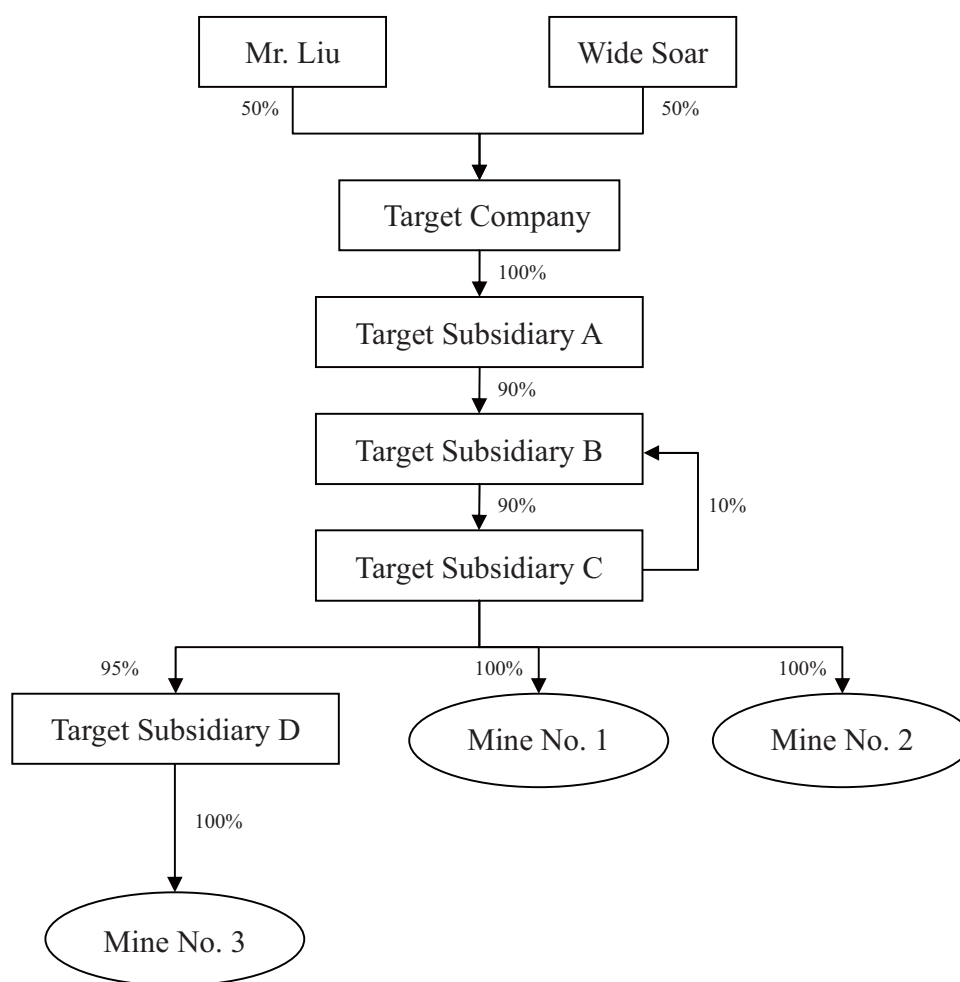 Mr. Liu
Wide Soar
50%
50%
Target Company
100%
Target Subsidiary A
90%
Target Subsidiary B
90%
10%
Target Subsidiary C
95%
100%
100%
Target Subsidiary D
Mine No. 1
Mine No. 2
100%
Mine No. 3